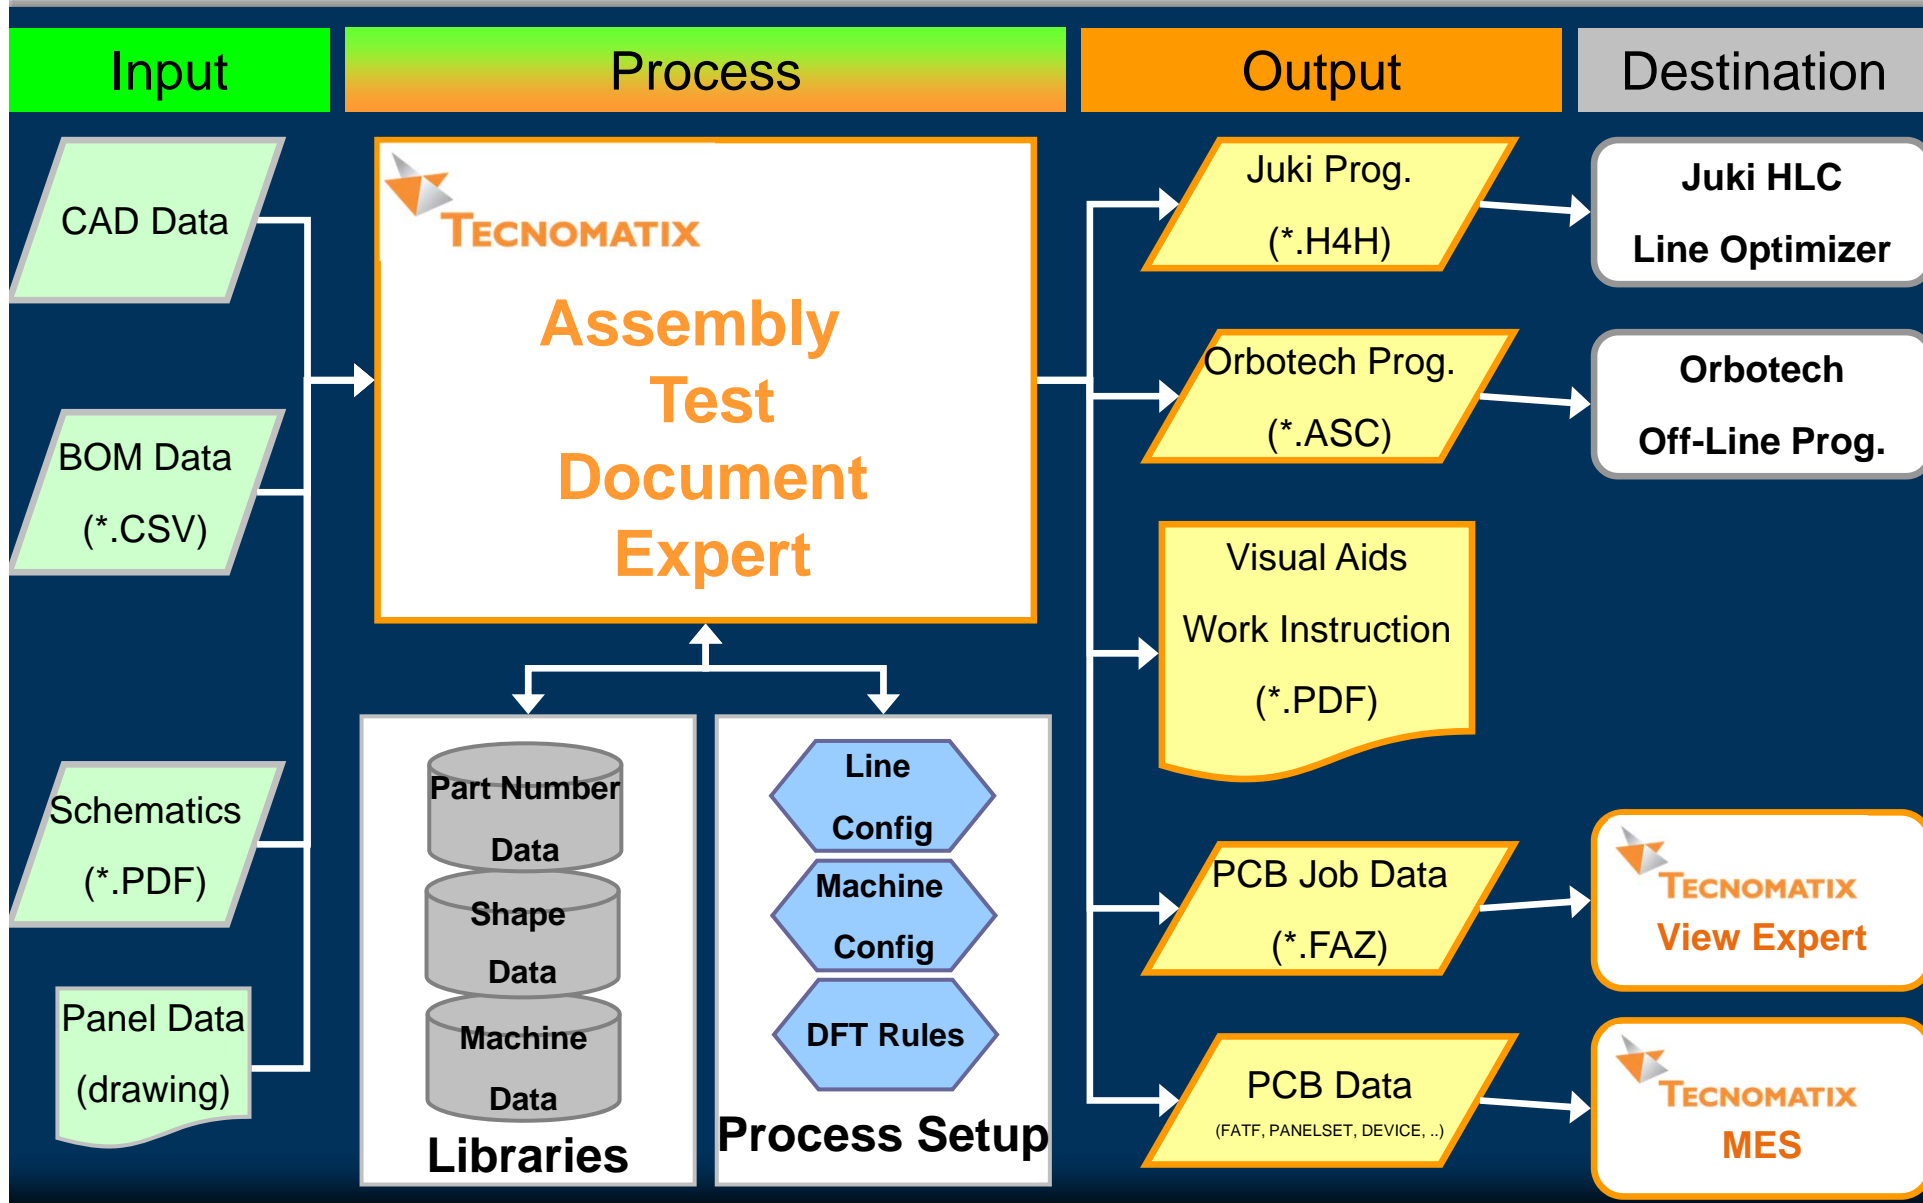 Input
Process
Output
Destination
CAD Data
BOM Data
(*.CSV)
Schematics
(*.PDF)
Panel Data
(drawing)
TECNOMATIX
Assembly
Test
Document
Expert
Part Number
Data
Shape
Data
Machine
Data
Libraries
Line
Config
Machine
Config
DFT Rules
Process Setup
Juki Prog.
(*.H4H)
Orbotech Prog.
(*.ASC)
Visual Aids
Work Instruction
(*.PDF)
PCB Job Data
(*.FAZ)
PCB Data
(FATF, PANELSET, DEVICE, ..)
Juki HLC
Line Optimizer
Orbotech
Off-Line Prog.
TECNOMATIX
View Expert
TECNOMATIX
MES